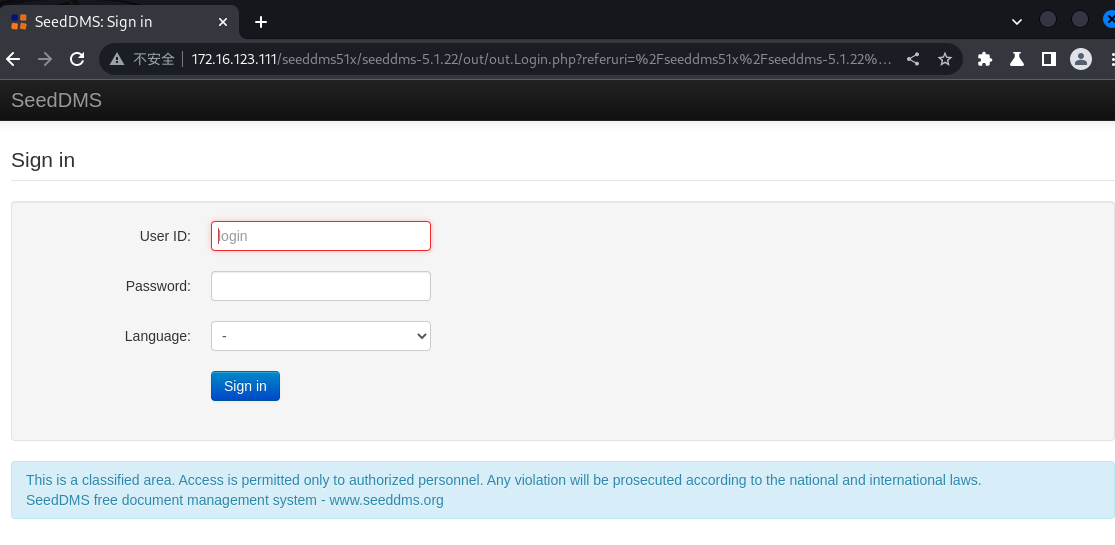 SeedDMS: Sign in
不安全 172.16.123.111/seeddms51x/seeddms-5.1.22/out/out.Login.php?referuri=%2Fseeddms51x%2Fseeddms-5.1.22%...
SeedDMS
Sign in
User ID: login
Password:
Language: -
Sign in
This is a classified area. Access is permitted only to authorized personnel. Any violation will be prosecuted according to the national and international laws.
SeedDMS free document management system - www.seeddms.org